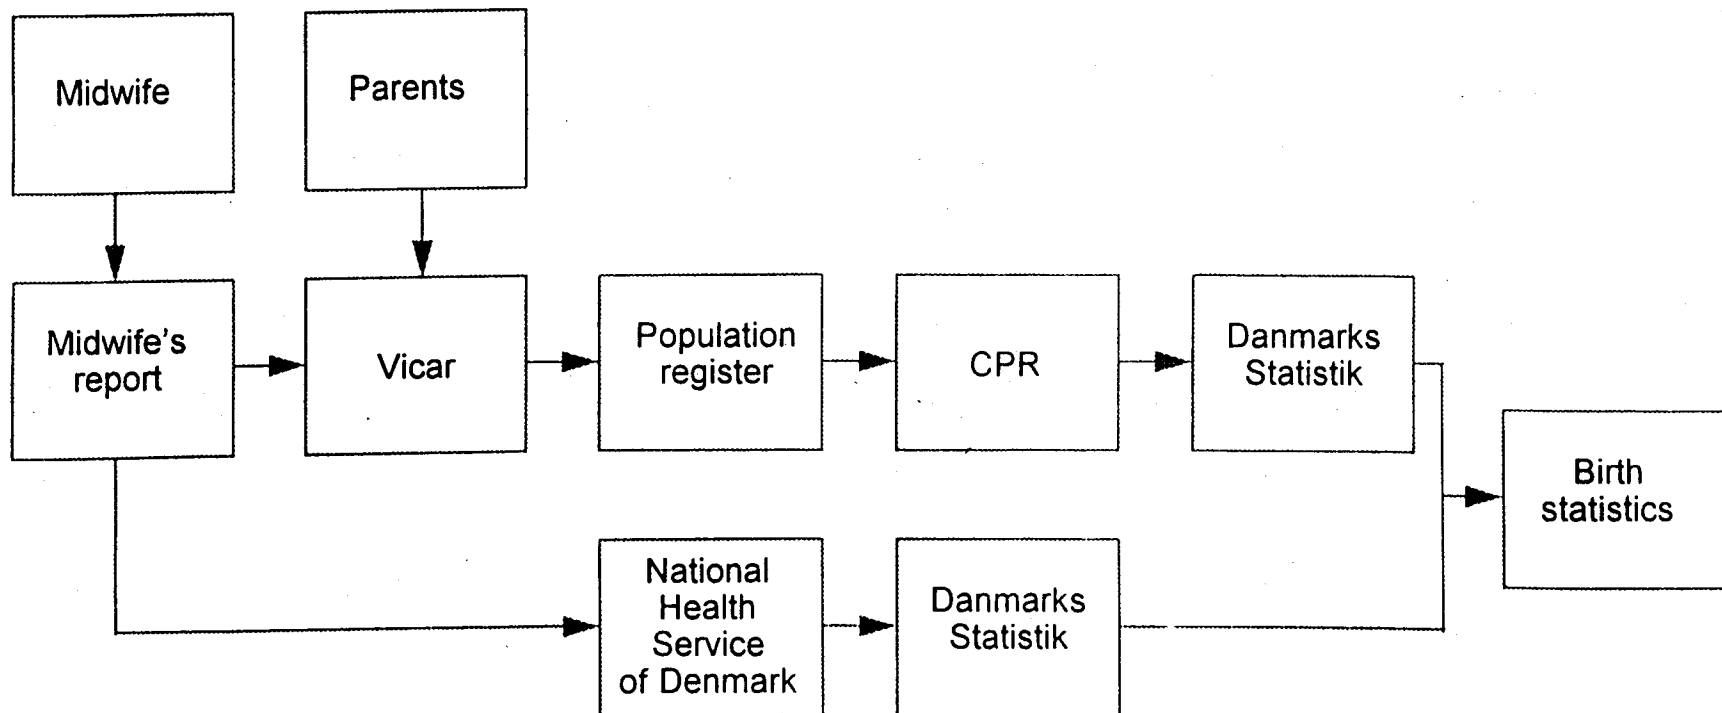 Midwife
Parents
Midwife's
report
Vicar
Population
register
CPR
Danmarks
Statistik
Birth
statistics
National
Health
Service
of Denmark
Danmarks
Statistik